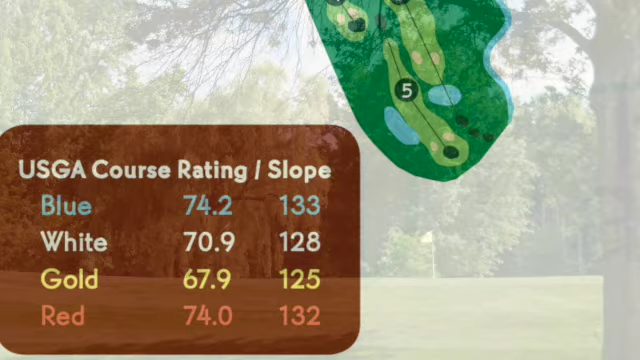 5
USGA Course Rating / Slope
Blue 74.2 133
White 70.9 128
Gold 67.9 125
Red 74.0 132